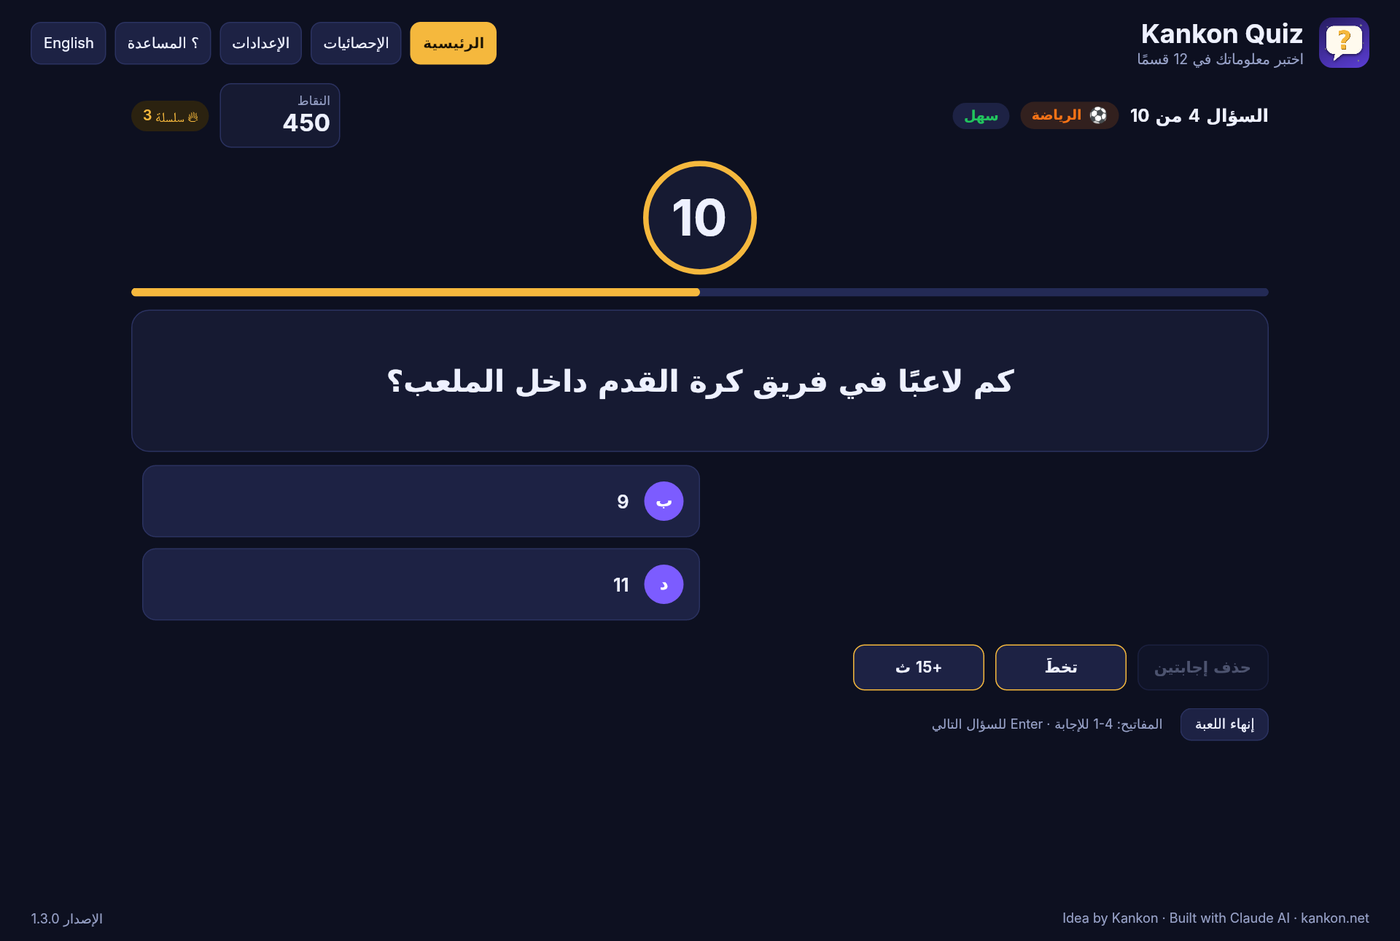 Kankon Quiz
اختبر معلوماتك في 12 قسمًا
الرئيسية
الإحصائيات
الإعدادات
؟ المساعدة
English
السؤال 4 من 10
الرياضة
سهل
النقاط
450
سلسلة 3
10
كم لاعبًا في فريق كرة القدم داخل الملعب؟
ب 9
د 11
حذف إجابتين
تخطَّ
+15 ث
إنهاء اللعبة
المفاتيح: 1-4 للإجابة · Enter للسؤال التالي
Idea by Kankon · Built with Claude AI · kankon.net
الإصدار 1.3.0